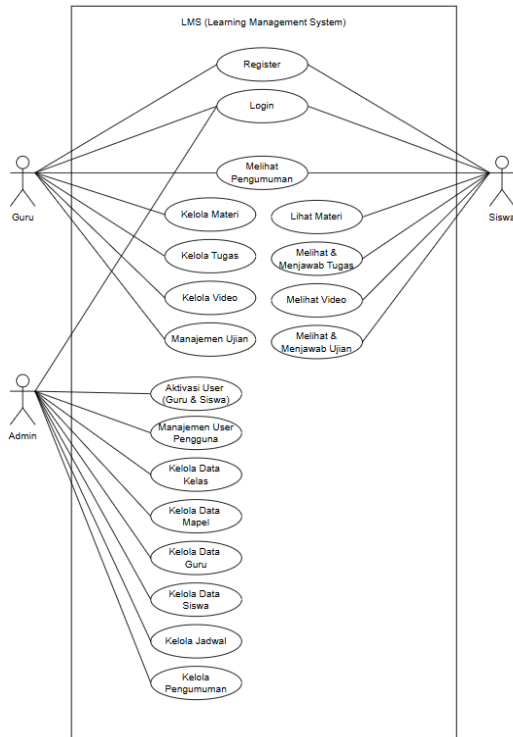 LMS (Learning Management System)
Register
Login
Melihat
Pengumuman
Guru
Siswa
Kelola Materi
Lihat Materi
Kelola Tugas
Melihat &
Menjawab Tugas
Kelola Video
Melihat Video
Manajemen Ujian
Melihat &
Menjawab Ujian
Admin
Aktivasi User
(Guru & Siswa)
Manajemen User
Pengguna
Kelola Data
Kelas
Kelola Data
Mapel
Kelola Data
Guru
Kelola Data
Siswa
Kelola Jadwal
Kelola
Pengumuman